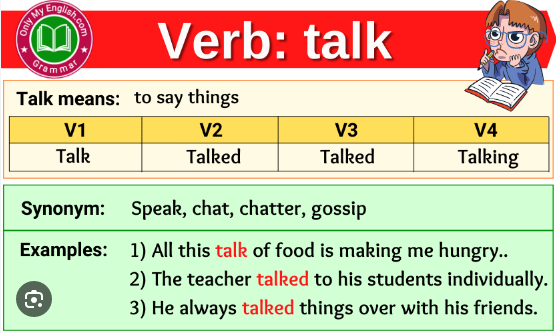 Only My English.com
Grammar
Verb: talk
Talk means: to say things
V1 V2 V3 V4
Talk Talked Talked Talking
Synonym: Speak, chat, chatter, gossip
Examples: 1) All this talk of food is making me hungry..
2) The teacher talked to his students individually.
3) He always talked things over with his friends.